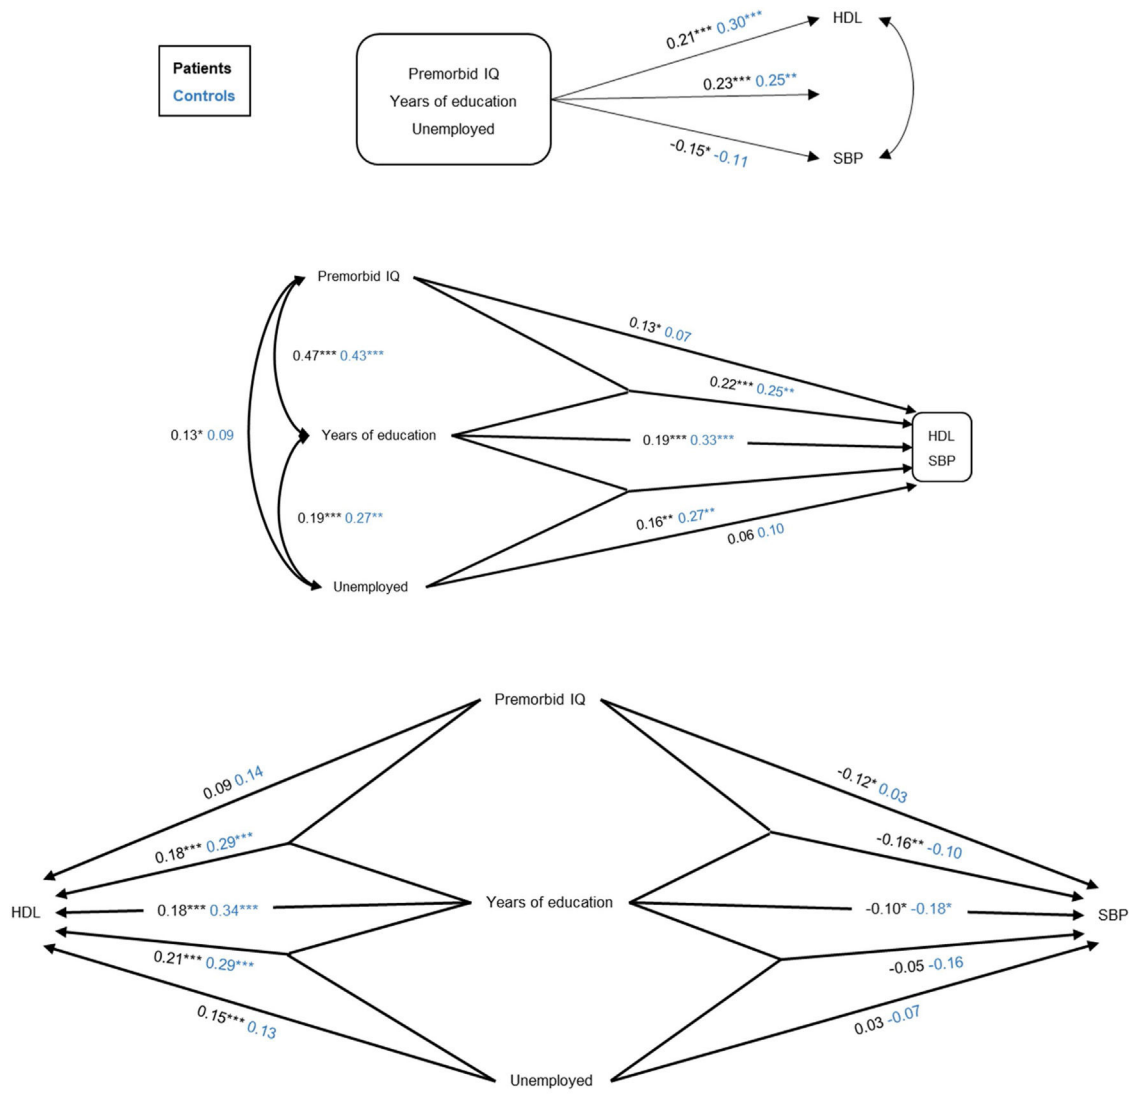 Patients
Controls
Premorbid IQ
Years of education
Unemployed
0.21*** 0.30***
0.23*** 0.25**
-0.15* -0.11
HDL
SBP
Premorbid IQ
0.47*** 0.43***
0.13* 0.09
Years of education
0.19*** 0.27**
Unemployed
0.13* 0.07
0.22*** 0.25**
0.19*** 0.33***
0.16** 0.27**
0.06 0.10
HDL
SBP
Premorbid IQ
0.09 0.14
-0.12* 0.03
0.18*** 0.29***
-0.16** -0.10
HDL
0.18*** 0.34***
Years of education
-0.10* -0.18*
SBP
0.21*** 0.29***
-0.05 -0.16
0.15*** 0.13
0.03 -0.07
Unemployed